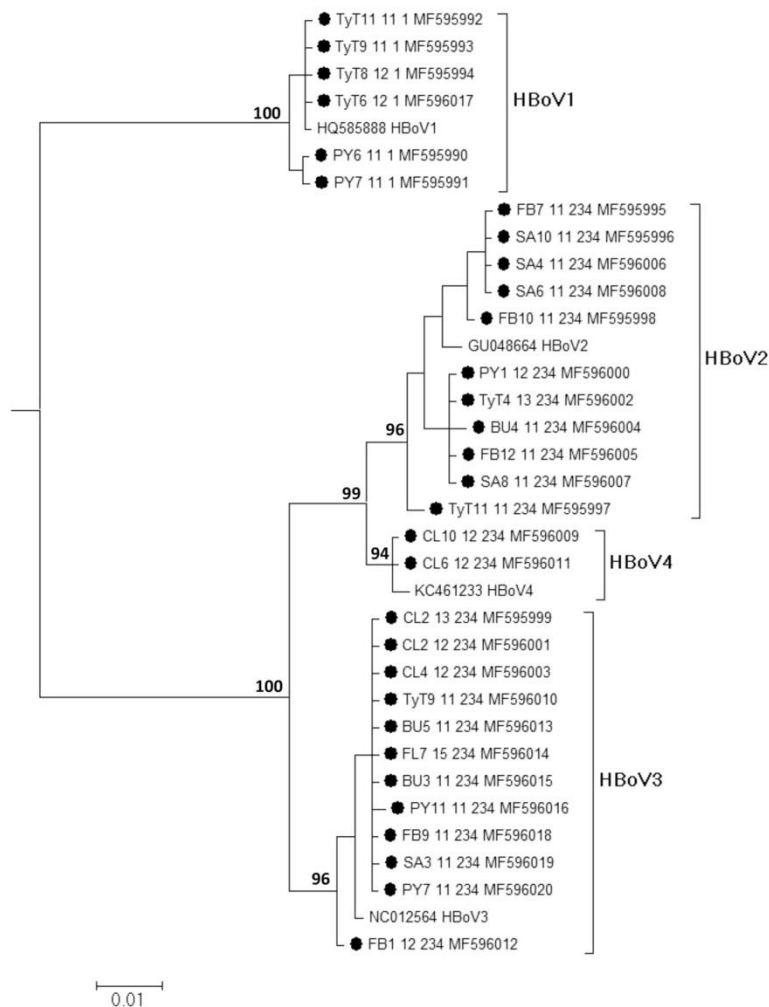 TyT11 11 1 MF595992
TyT9 11 1 MF595993
TyT8 12 1 MF595994
TyT6 12 1 MF596017
HQ585888 HBoV1
PY6 11 1 MF595990
PY7 11 1 MF595991
HBoV1
100
FB7 11 234 MF595995
SA10 11 234 MF595996
SA4 11 234 MF596006
SA6 11 234 MF596008
FB10 11 234 MF595998
GU048664 HBoV2
PY1 12 234 MF596000
TyT4 13 234 MF596002
BU4 11 234 MF596004
FB12 11 234 MF596005
SA8 11 234 MF596007
TyT11 11 234 MF595997
HBoV2
96
99
CL10 12 234 MF596009
CL6 12 234 MF596011
KC461233 HBoV4
HBoV4
94
CL2 13 234 MF595999
CL2 12 234 MF596001
CL4 12 234 MF596003
TyT9 11 234 MF596010
BU5 11 234 MF596013
FL7 15 234 MF596014
BU3 11 234 MF596015
PY11 11 234 MF596016
FB9 11 234 MF596018
SA3 11 234 MF596019
PY7 11 234 MF596020
NC012564 HBoV3
FB1 12 234 MF596012
HBoV3
100
96
0.01